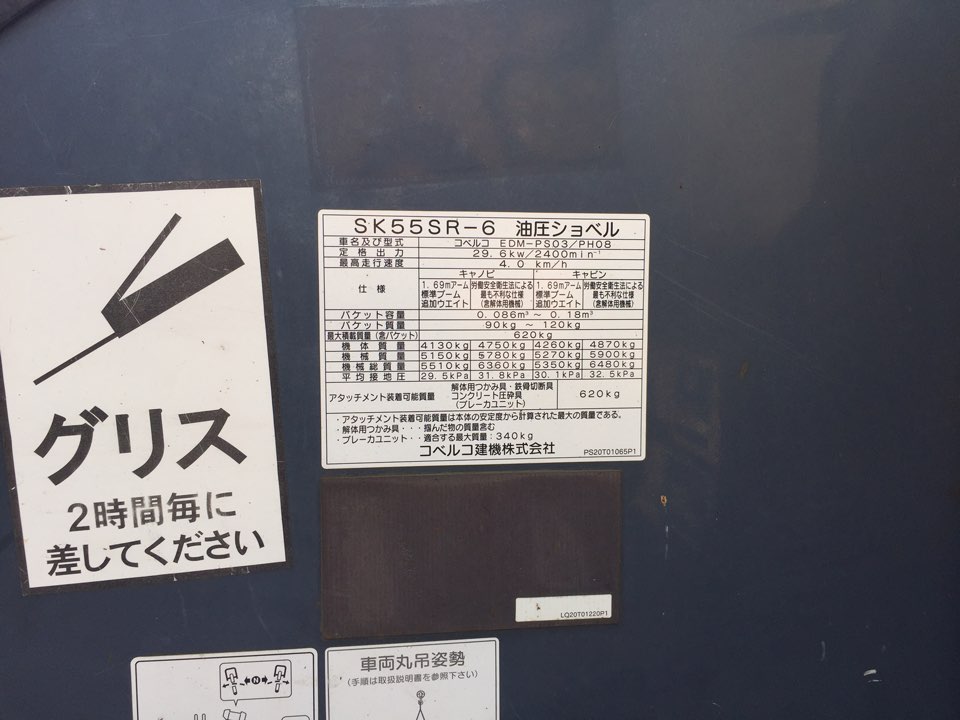 グリス
2時間毎に
差してください
SK55SR-6 油圧ショベル
車名及び型式 コベルコ EDM-PS03/PH08
定格出力 29.6kw/2400min⁻¹
最高走行速度 4.0 km/h
仕様 キャノピ キャビン
1.69mアーム 労働安全衛生法による 1.69mアーム 労働安全衛生法による
標準ブーム 最も不利な仕様 標準ブーム 最も不利な仕様
追加ウエイト (含解体用機械) 追加ウエイト (含解体用機械)
バケット容量 0.086m³ ~ 0.18m³
バケット質量 90kg ~ 120kg
最大積載質量(含バケット) 620kg
機体質量 4130kg 4750kg 4260kg 4870kg
機械質量 5150kg 5780kg 5270kg 5900kg
機械総質量 5510kg 6360kg 5350kg 6480kg
平均接地圧 29.5kPa 31.8kPa 30.1kPa 32.5kPa
アタッチメント装着可能質量 解体用つかみ具・鉄骨切断具 620kg
コンクリート圧砕具
(ブレーカユニット)
・アタッチメント装着可能質量は本体の安定度から計算された最大の質量である。
・解体用つかみ具・・・掴んだ物の質量含む
・ブレーカユニット・・適合する最大質量:340kg
コベルコ建機株式会社 PS20T01065P1
LQ20T01220P1
N
車両丸吊姿勢
(手順は取扱説明書を参照下さい)